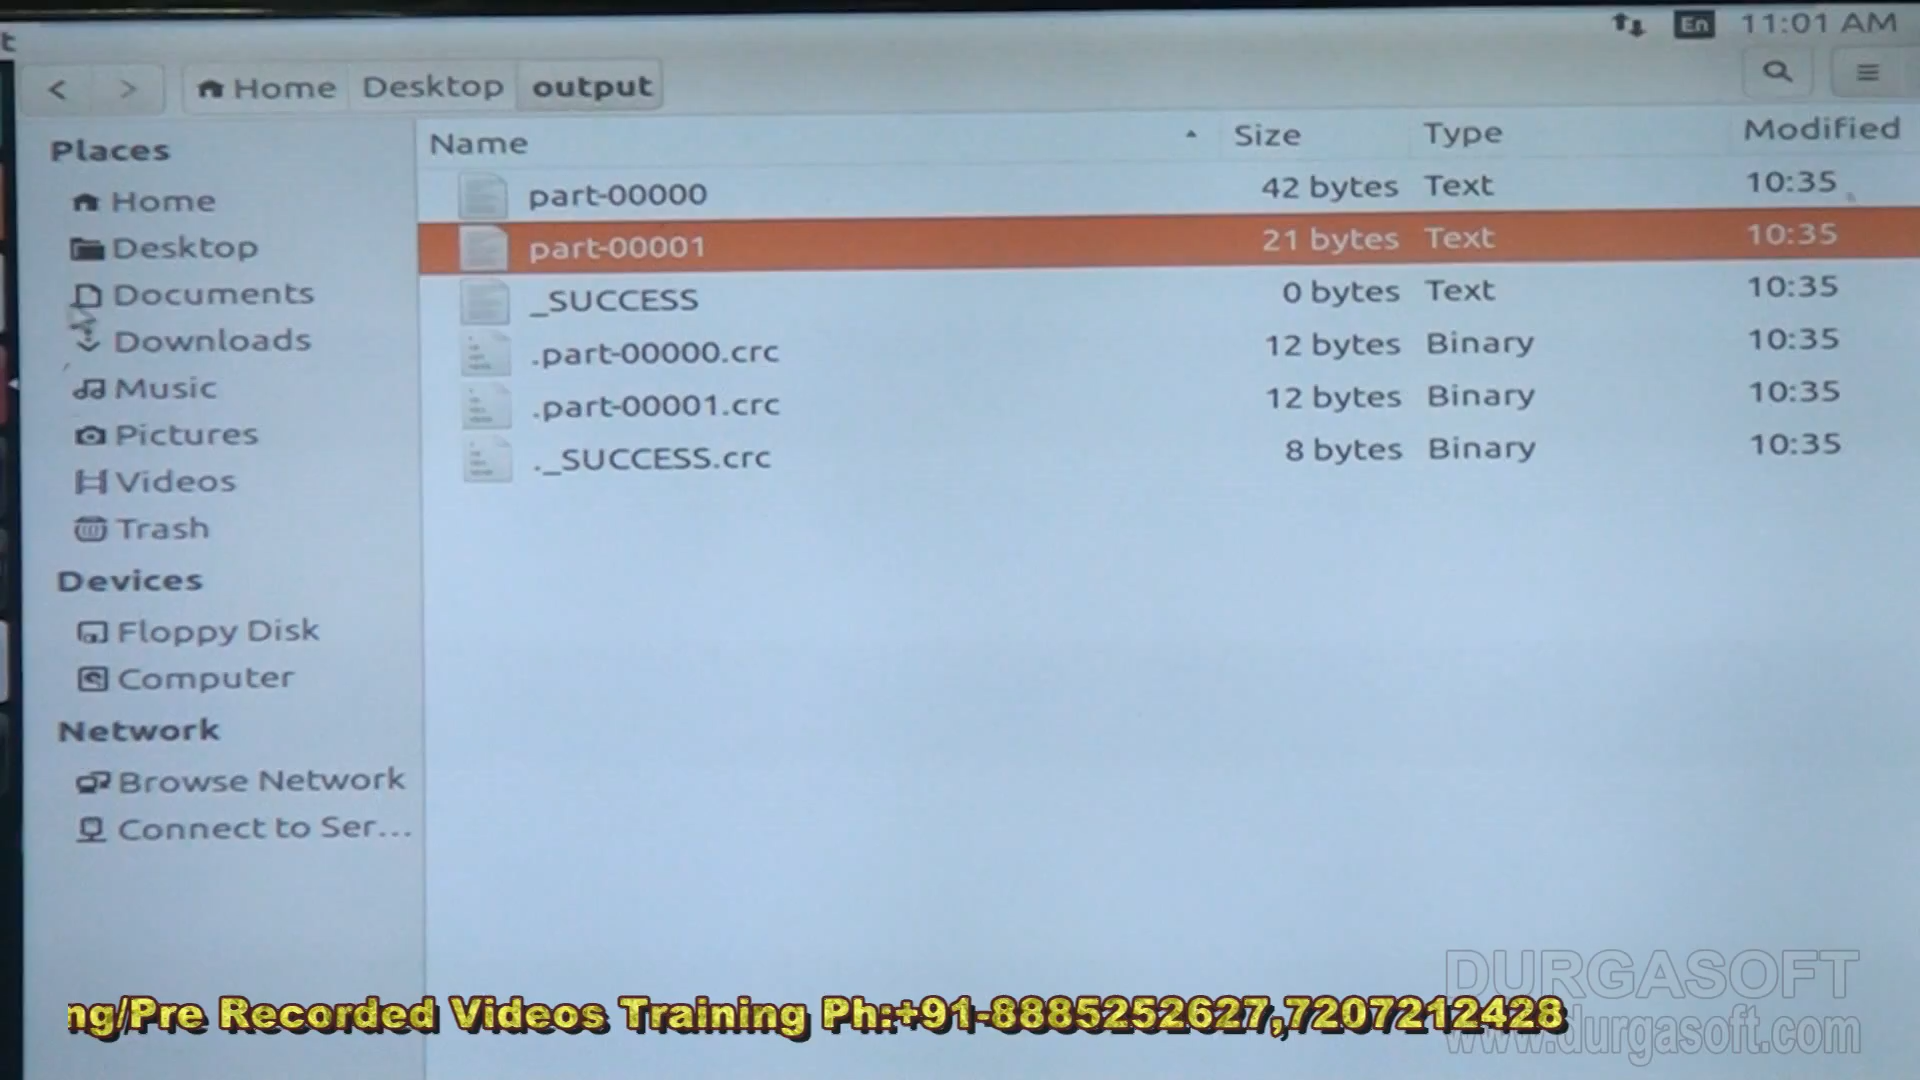 t
En 11:01 AM
Home Desktop output
Places
Home
Desktop
Documents
Downloads
Music
Pictures
Videos
Trash
Devices
Floppy Disk
Computer
Network
Browse Network
Connect to Ser...
Name Size Type Modified
part-00000 42 bytes Text 10:35
part-00001 21 bytes Text 10:35
_SUCCESS 0 bytes Text 10:35
.part-00000.crc 12 bytes Binary 10:35
.part-00001.crc 12 bytes Binary 10:35
._SUCCESS.crc 8 bytes Binary 10:35
DURGASOFT
www.durgasoft.com
ng/Pre Recorded Videos Training Ph:+91-8885252627,7207212428